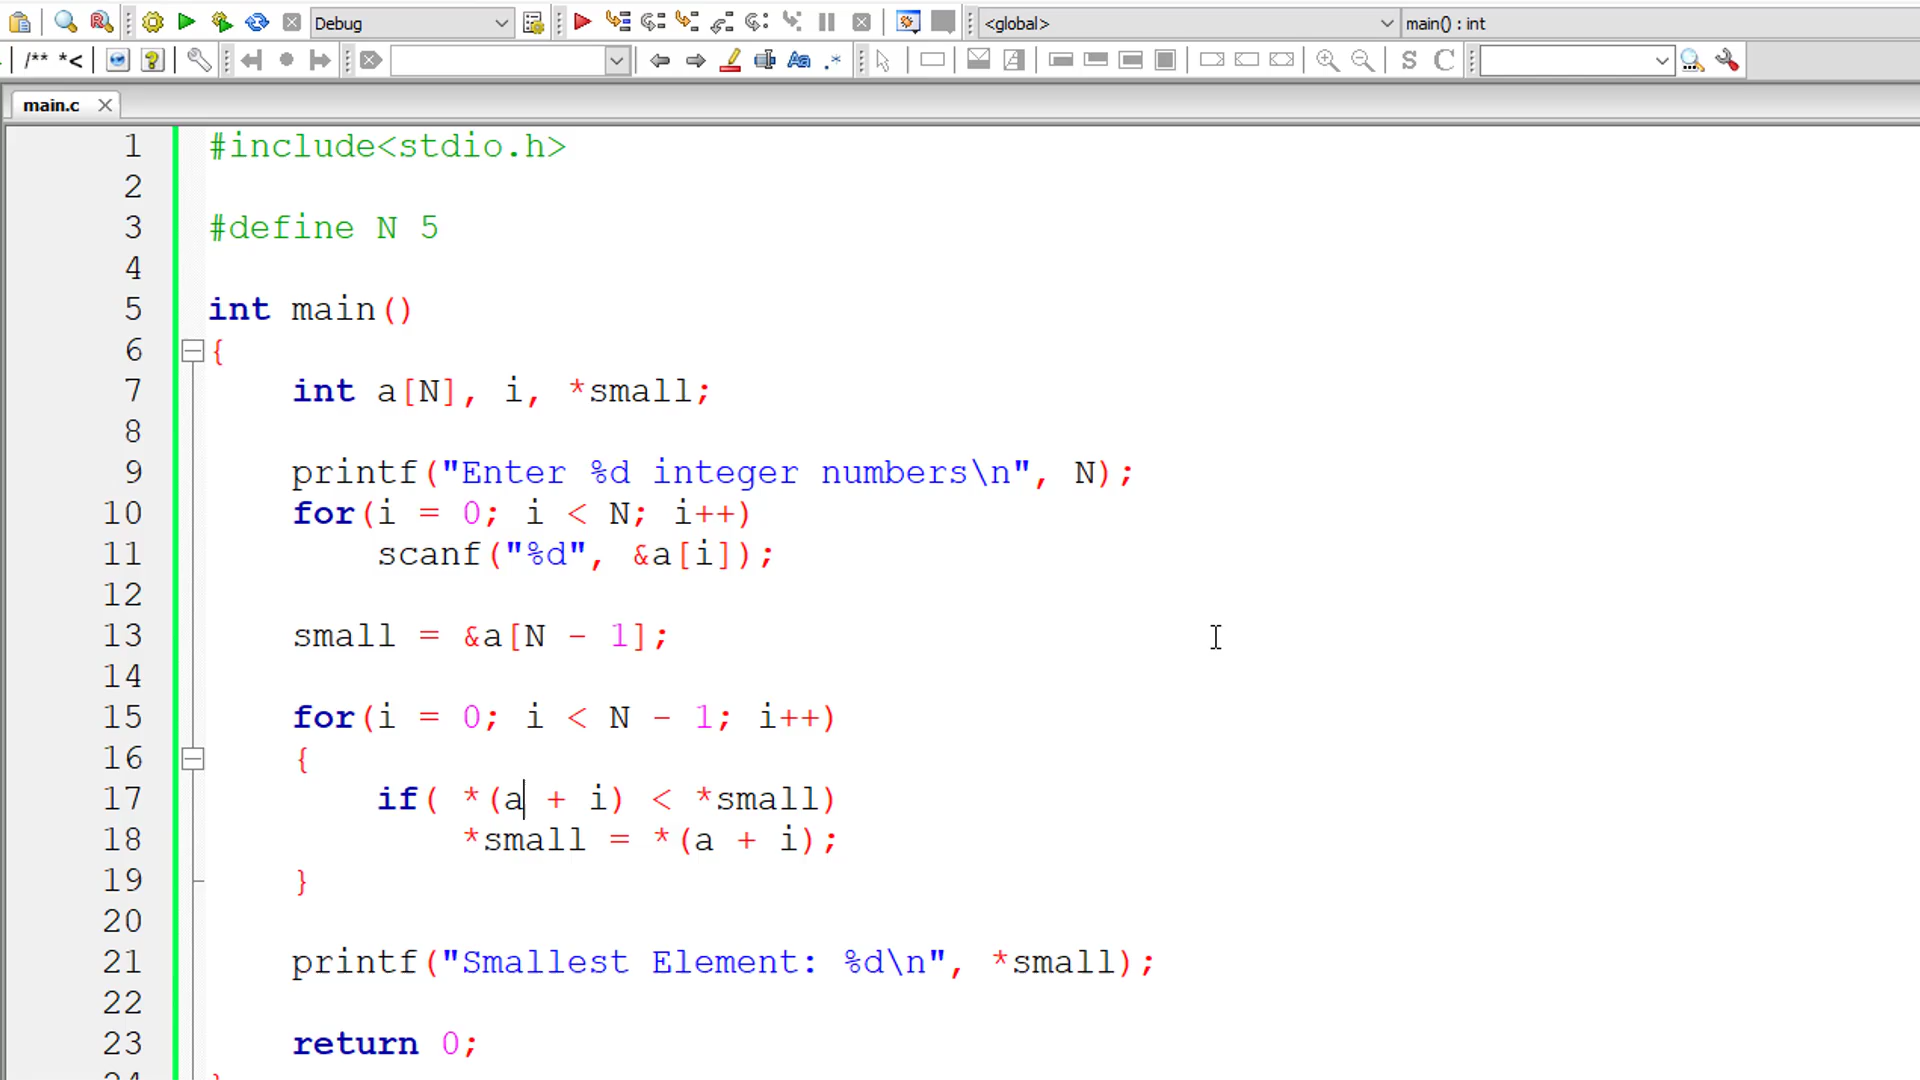 Debug
<global>
main() : int
/** *<
Aa .*
S C
main.c
1 #include<stdio.h>
2
3 #define N 5
4
5 int main()
6 {
7 int a[N], i, *small;
8
9 printf("Enter %d integer numbers\n", N);
10 for(i = 0; i < N; i++)
11 scanf("%d", &a[i]);
12
13 small = &a[N - 1];
14
15 for(i = 0; i < N - 1; i++)
16 {
17 if( *(a + i) < *small)
18 *small = *(a + i);
19 }
20
21 printf("Smallest Element: %d\n", *small);
22
23 return 0;
24 }